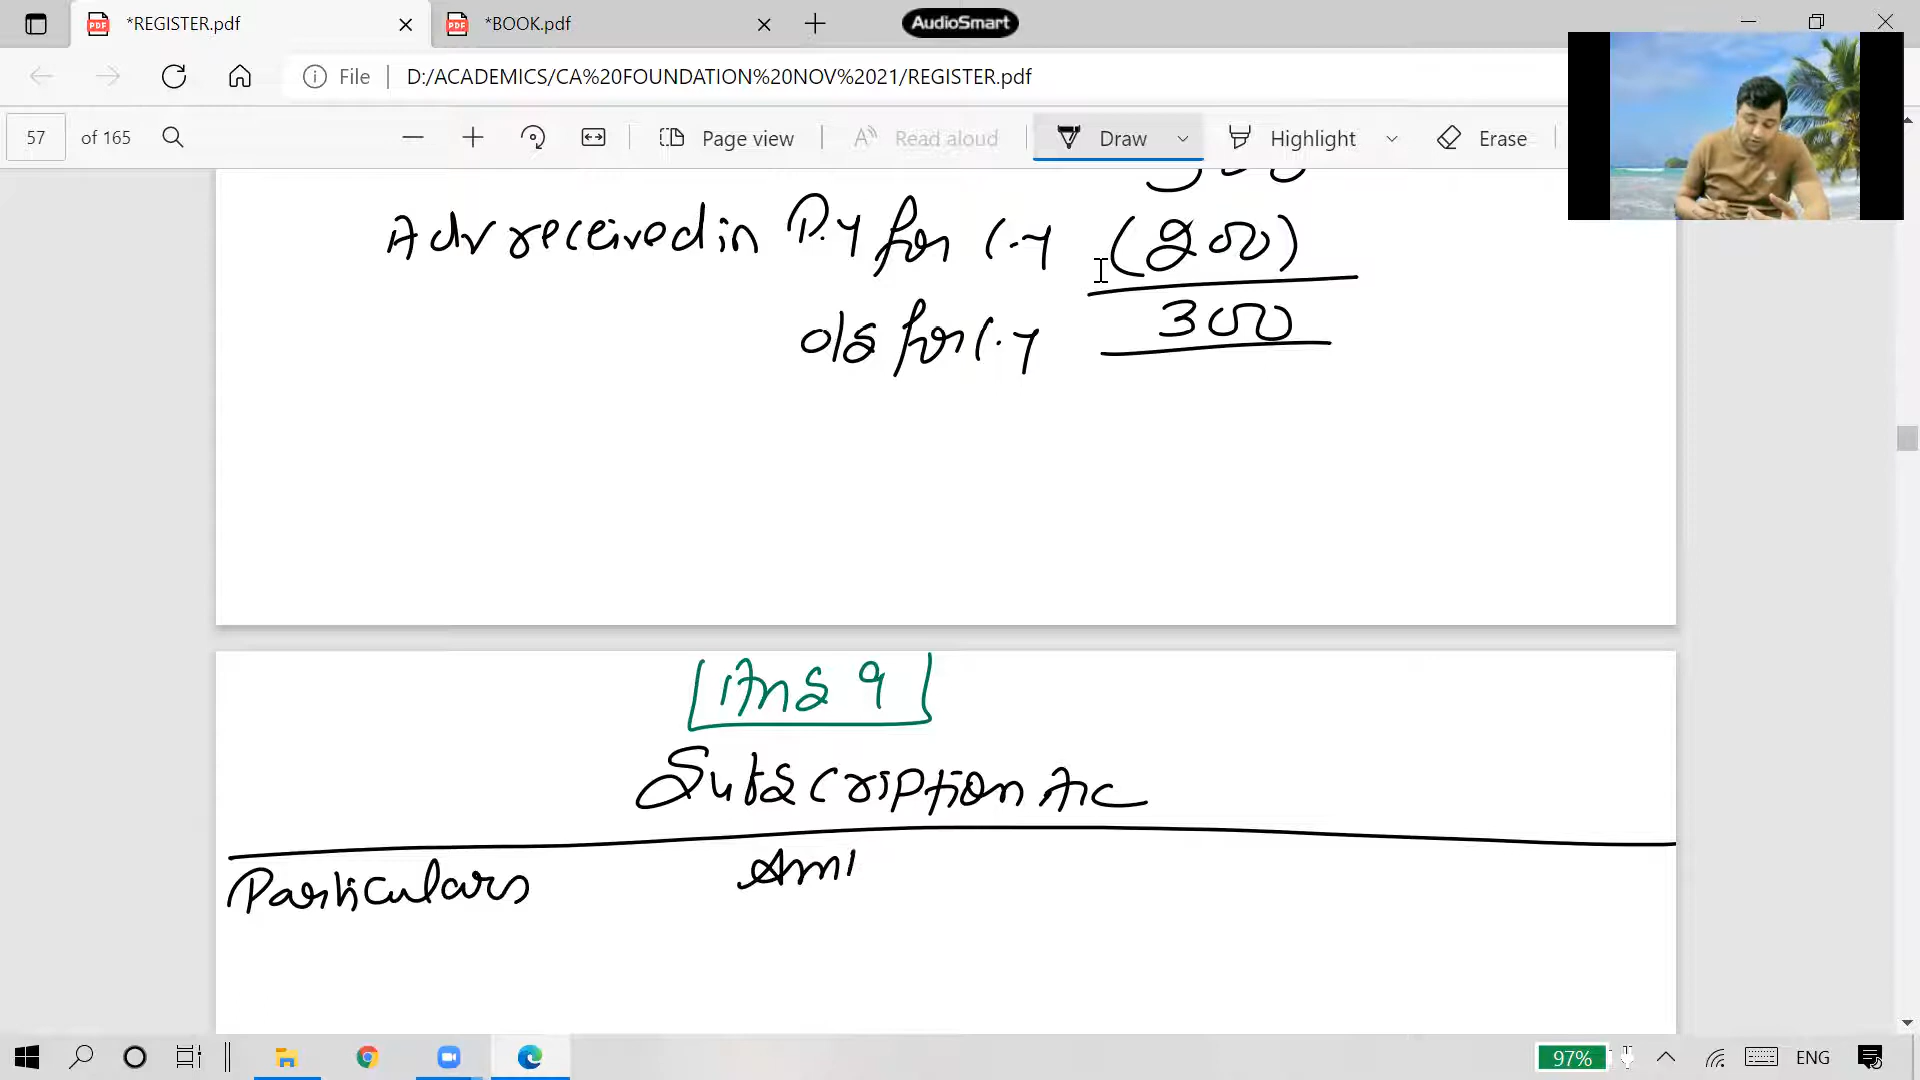 *REGISTER.pdf
*BOOK.pdf
AudioSmart
File
D:/ACADEMICS/CA%20FOUNDATION%20NOV%2021/REGISTER.pdf
57 of 165
Page view
Read aloud
Draw
Highlight
Erase
Adv received in P.Y for C.Y (200)
o/s for C.Y 300
Ans 9
Subscription A/c
Particulars Amt
97%
ENG